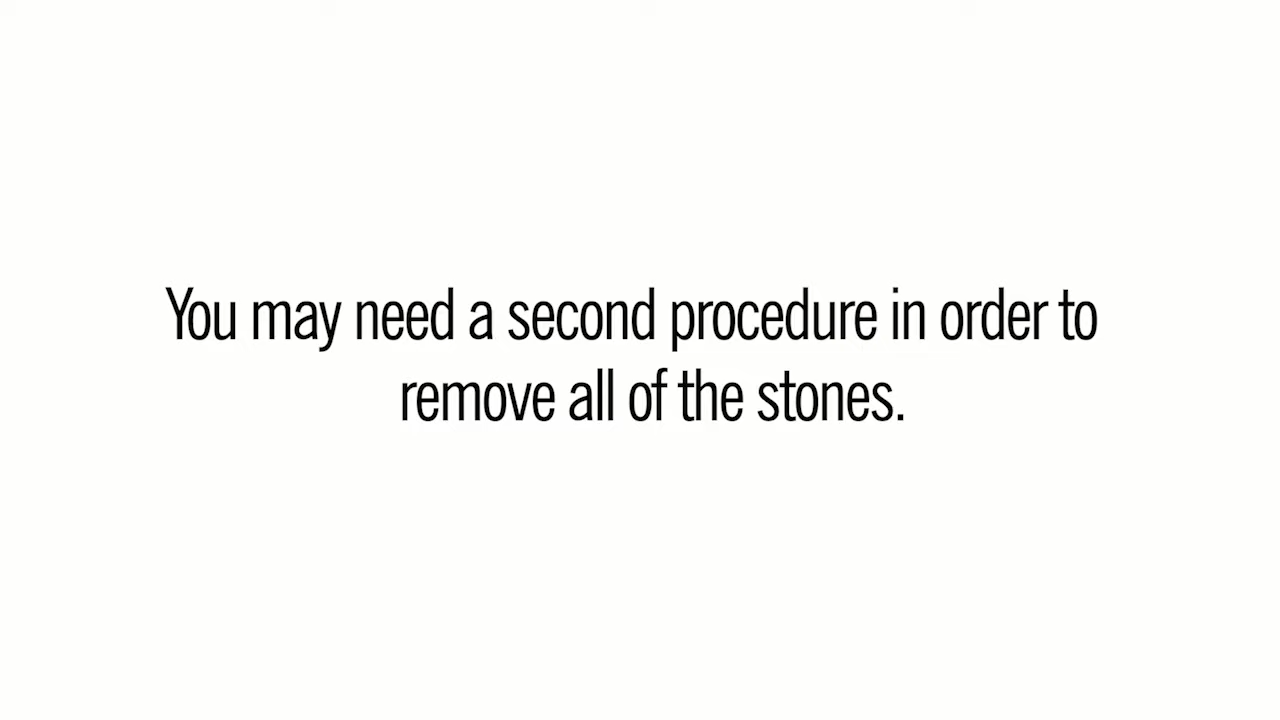 You may need a second procedure in order to
remove all of the stones.